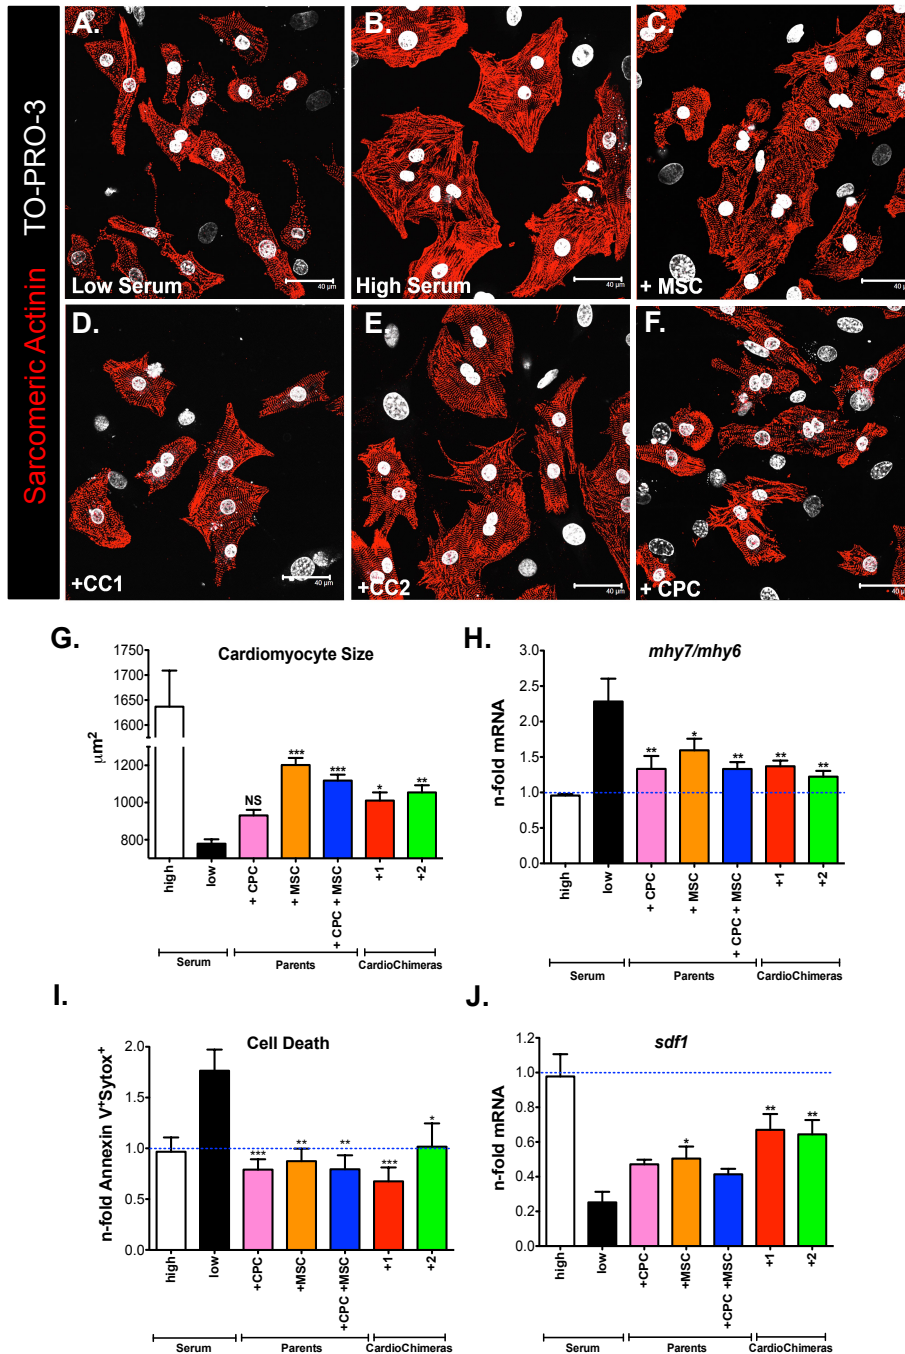 Sarcomeric Actinin TO-PRO-3
A.
Low Serum
40 µm
B.
High Serum
40 µm
C.
+ MSC
40 µm
D.
+CC1
40 µm
E.
+CC2
40 µm
F.
+ CPC
40 µm
G.
Cardiomyocyte Size
µm2
1750
1700
1650
1600
1200
1000
800
NS
***
***
*
**
high
low
+ CPC
+ MSC
+ CPC + MSC
+1
+2
Serum
Parents
CardioChimeras
H.
mhy7/mhy6
n-fold mRNA
3.0
2.5
2.0
1.5
1.0
0.5
0.0
**
*
**
**
**
high
low
+ CPC
+ MSC
+ CPC + MSC
+1
+2
Serum
Parents
CardioChimeras
I.
Cell Death
n-fold Annexin V+Sytox+
2.0
1.5
1.0
0.5
0.0
***
**
**
***
*
high
low
+CPC
+MSC
+CPC +MSC
+1
+2
Serum
Parents
CardioChimeras
J.
sdf1
n-fold mRNA
1.2
1.0
0.8
0.6
0.4
0.2
0.0
*
**
**
high
low
+CPC
+MSC
+CPC +MSC
+1
+2
Serum
Parents
CardioChimeras